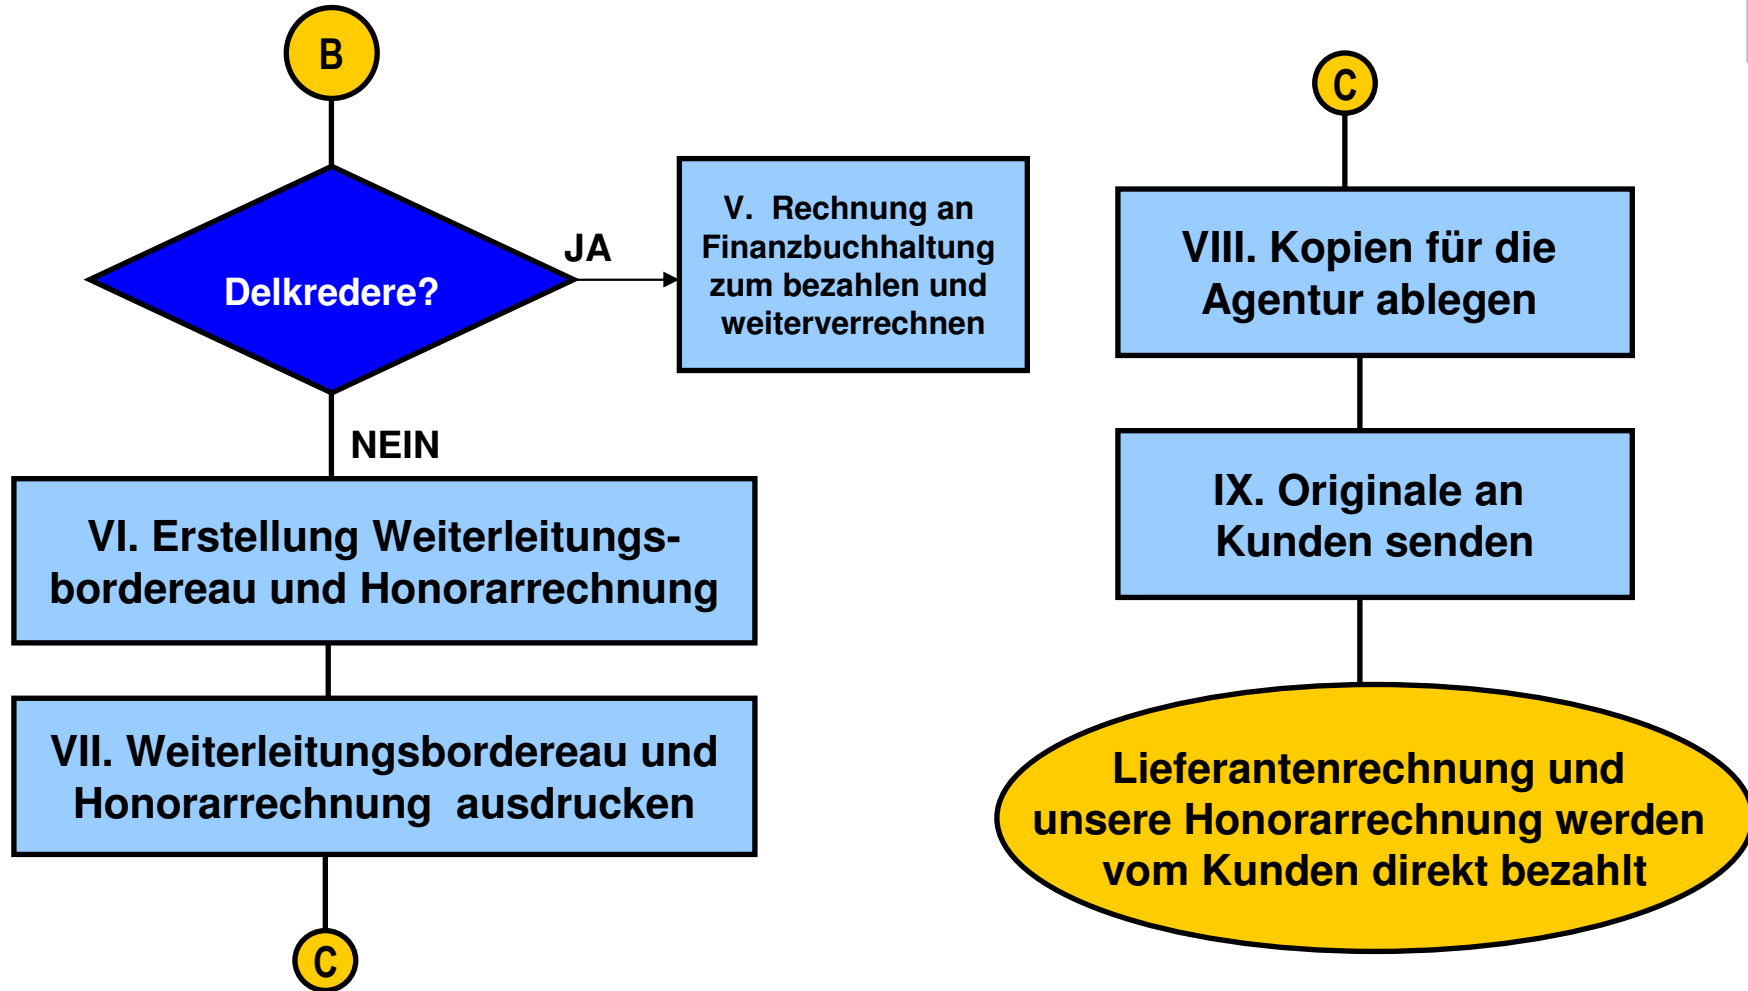 B
Delkredere?
JA
V. Rechnung an
Finanzbuchhaltung
zum bezahlen und
weiterverrechnen
NEIN
VI. Erstellung Weiterleitungs-
bordereau und Honorarrechnung
VII. Weiterleitungsbordereau und
Honorarrechnung ausdrucken
C
C
VIII. Kopien für die
Agentur ablegen
IX. Originale an
Kunden senden
Lieferantenrechnung und
unsere Honorarrechnung werden
vom Kunden direkt bezahlt